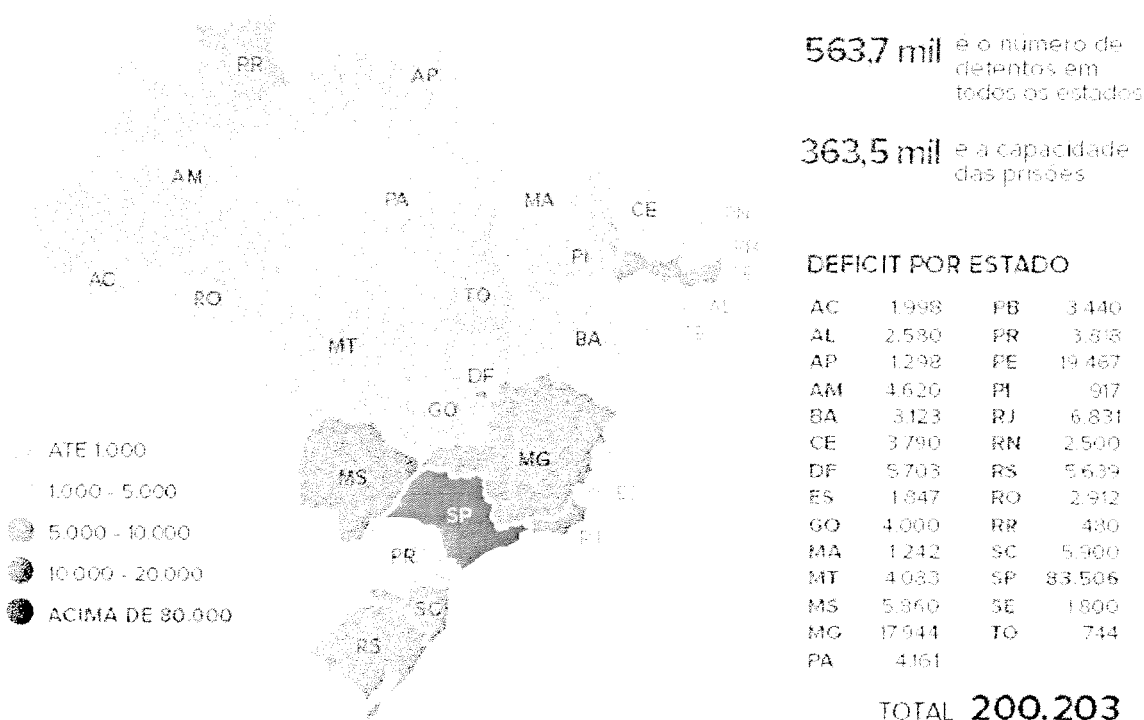 563,7 mil é o número de
detentos em
todos os estados
363,5 mil é a capacidade
das prisões
RR
AP
AM
PA
MA
CE
RN
PI
AC
RO
TO
AL
SE
BA
MT
DF
GO
MG
MS
ES
SP
RJ
PR
SC
RS
ATÉ 1.000
1.000 - 5.000
5.000 - 10.000
10.000 - 20.000
ACIMA DE 80.000
DEFICIT POR ESTADO
AC 1.998 PB 3.440
AL 2.580 PR 3.818
AP 1.298 PE 19.467
AM 4.620 PI 917
BA 3.123 RJ 6.831
CE 3.790 RN 2.500
DF 5.703 RS 5.639
ES 1.847 RO 2.912
GO 4.000 RR 480
MA 1.242 SC 5.900
MT 4.083 SP 83.506
MS 5.860 SE 1.800
MG 17.944 TO 744
PA 4.161
TOTAL 200.203